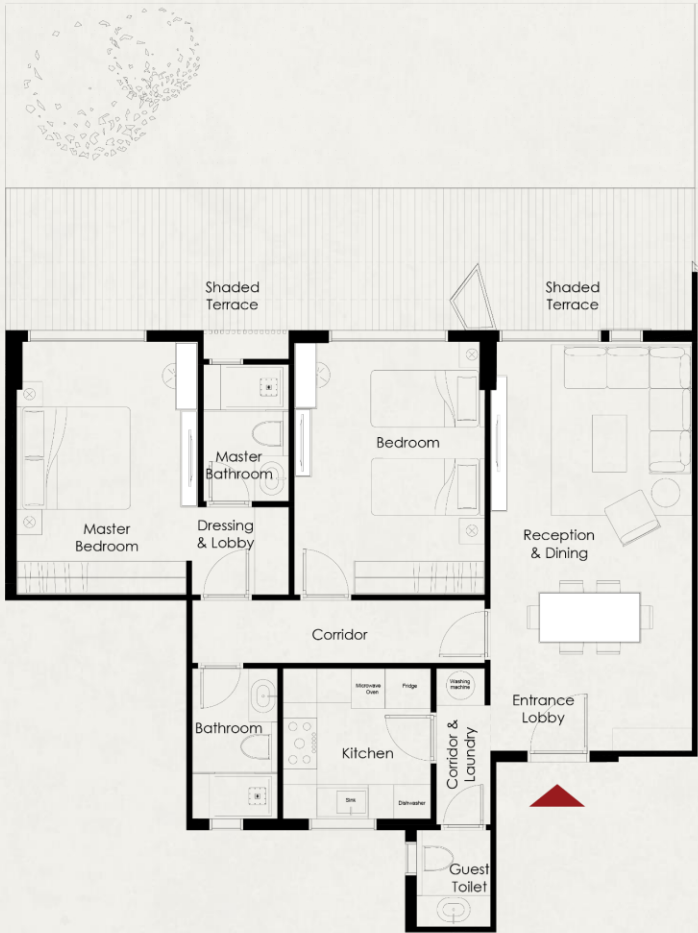 Shaded
Terrace
Shaded
Terrace
Master
Bathroom
Bedroom
Master
Bedroom
Dressing
& Lobby
Reception
& Dining
Corridor
Microwave
Oven
Fridge
Washing
machine
Bathroom
Kitchen
Corridor &
Laundry
Entrance
Lobby
Sink
Dishwasher
Guest
Toilet